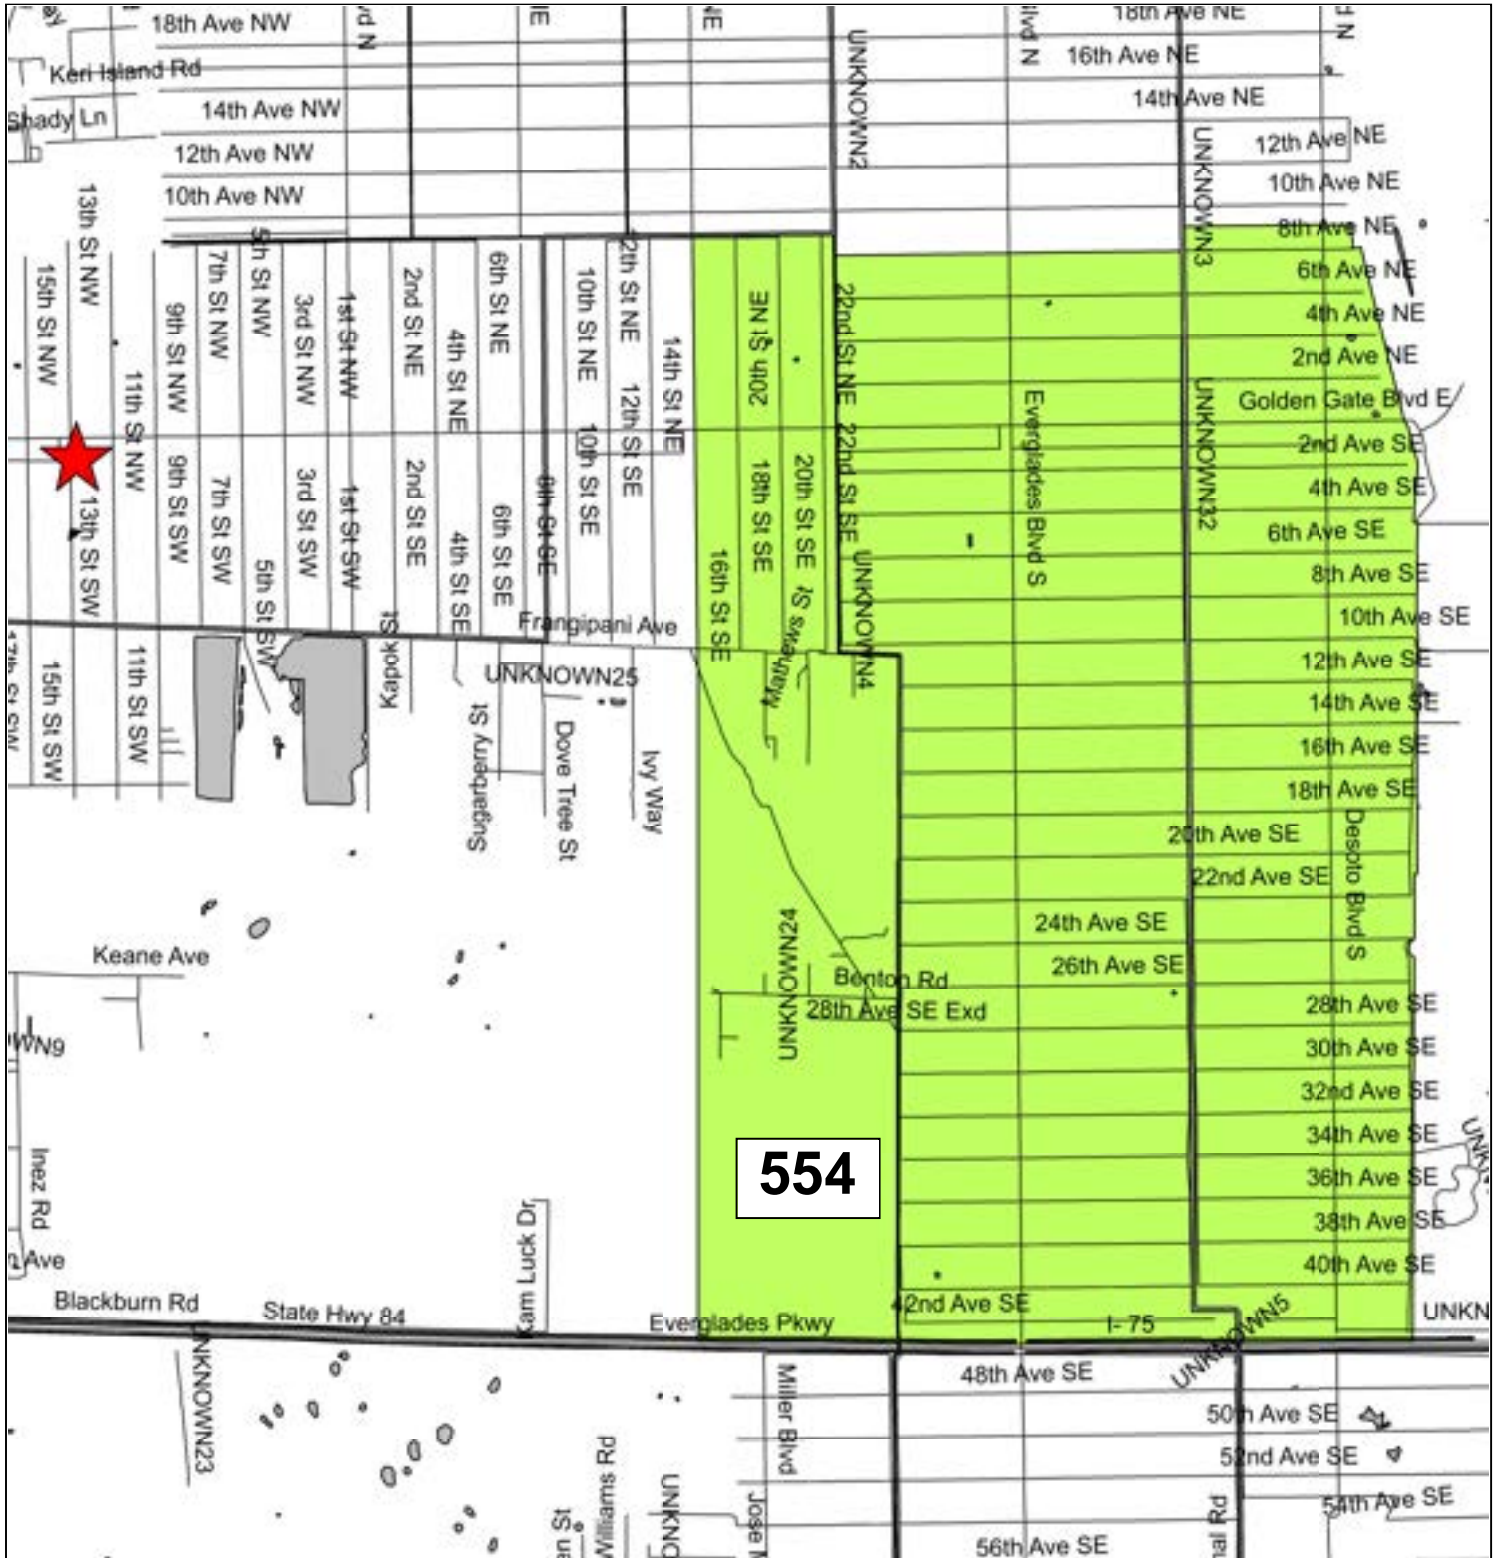 18th Ave NW
Keri Island Rd
Shady Ln
14th Ave NW
12th Ave NW
10th Ave NW
18th Ave NE
16th Ave NE
14th Ave NE
12th Ave NE
10th Ave NE
8th Ave NE
6th Ave NE
4th Ave NE
2nd Ave NE
Golden Gate Blvd E
2nd Ave SE
4th Ave SE
6th Ave SE
8th Ave SE
10th Ave SE
12th Ave SE
14th Ave SE
16th Ave SE
18th Ave SE
20th Ave SE
22nd Ave SE
24th Ave SE
26th Ave SE
28th Ave SE
30th Ave SE
32nd Ave SE
34th Ave SE
36th Ave SE
38th Ave SE
40th Ave SE
42nd Ave SE
UNKNOWN2
UNKNOWN3
UNKNOWN32
Everglades Blvd S
Desoto Blvd S
15th St NW
13th St NW
11th St NW
9th St NW
7th St NW
5th St NW
3rd St NW
1st St NW
2nd St NE
4th St NE
6th St NE
10th St NE
12th St NE
14th St NE
20th St NE
22nd St NE
13th St SW
9th St SW
7th St SW
5th St SW
3rd St SW
1st St SW
2nd St SE
4th St SE
6th St SE
8th St SE
10th St SE
12th St SE
16th St SE
18th St SE
20th St SE
22nd St SE
UNKNOWN4
Frangipani Ave
UNKNOWN25
17th St SW
15th St SW
11th St SW
Kapok St
Sugarberry St
Dove Tree St
Ivy Way
Matthews St
Keane Ave
UNKNOWN24
Benton Rd
28th Ave SE Exd
WN9
Inez Rd
Ave
554
Kam Luck Dr
Blackburn Rd
State Hwy 84
Everglades Pkwy
I- 75
UNKNOWN5
UNKN
NKNOWN23
Miller Blvd
48th Ave SE
50th Ave SE
52nd Ave SE
54th Ave SE
56th Ave SE
Williams Rd
UNKNO
Jose